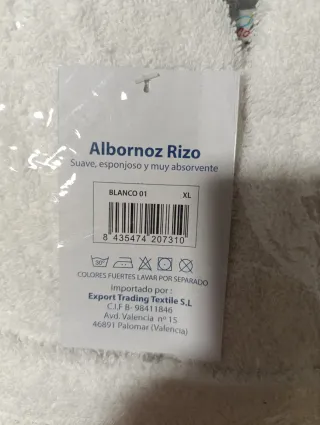 Albornoz Rizo
Suave, esponjoso y muy absorvente
BLANCO 01 XL
8 435474 207310
30°
COLORES FUERTES LAVAR POR SEPARADO
Importado por :
Export Trading Textile S.L
C.I.F B- 98411846
Avd. Valencia nº 15
46891 Palomar (Valencia)